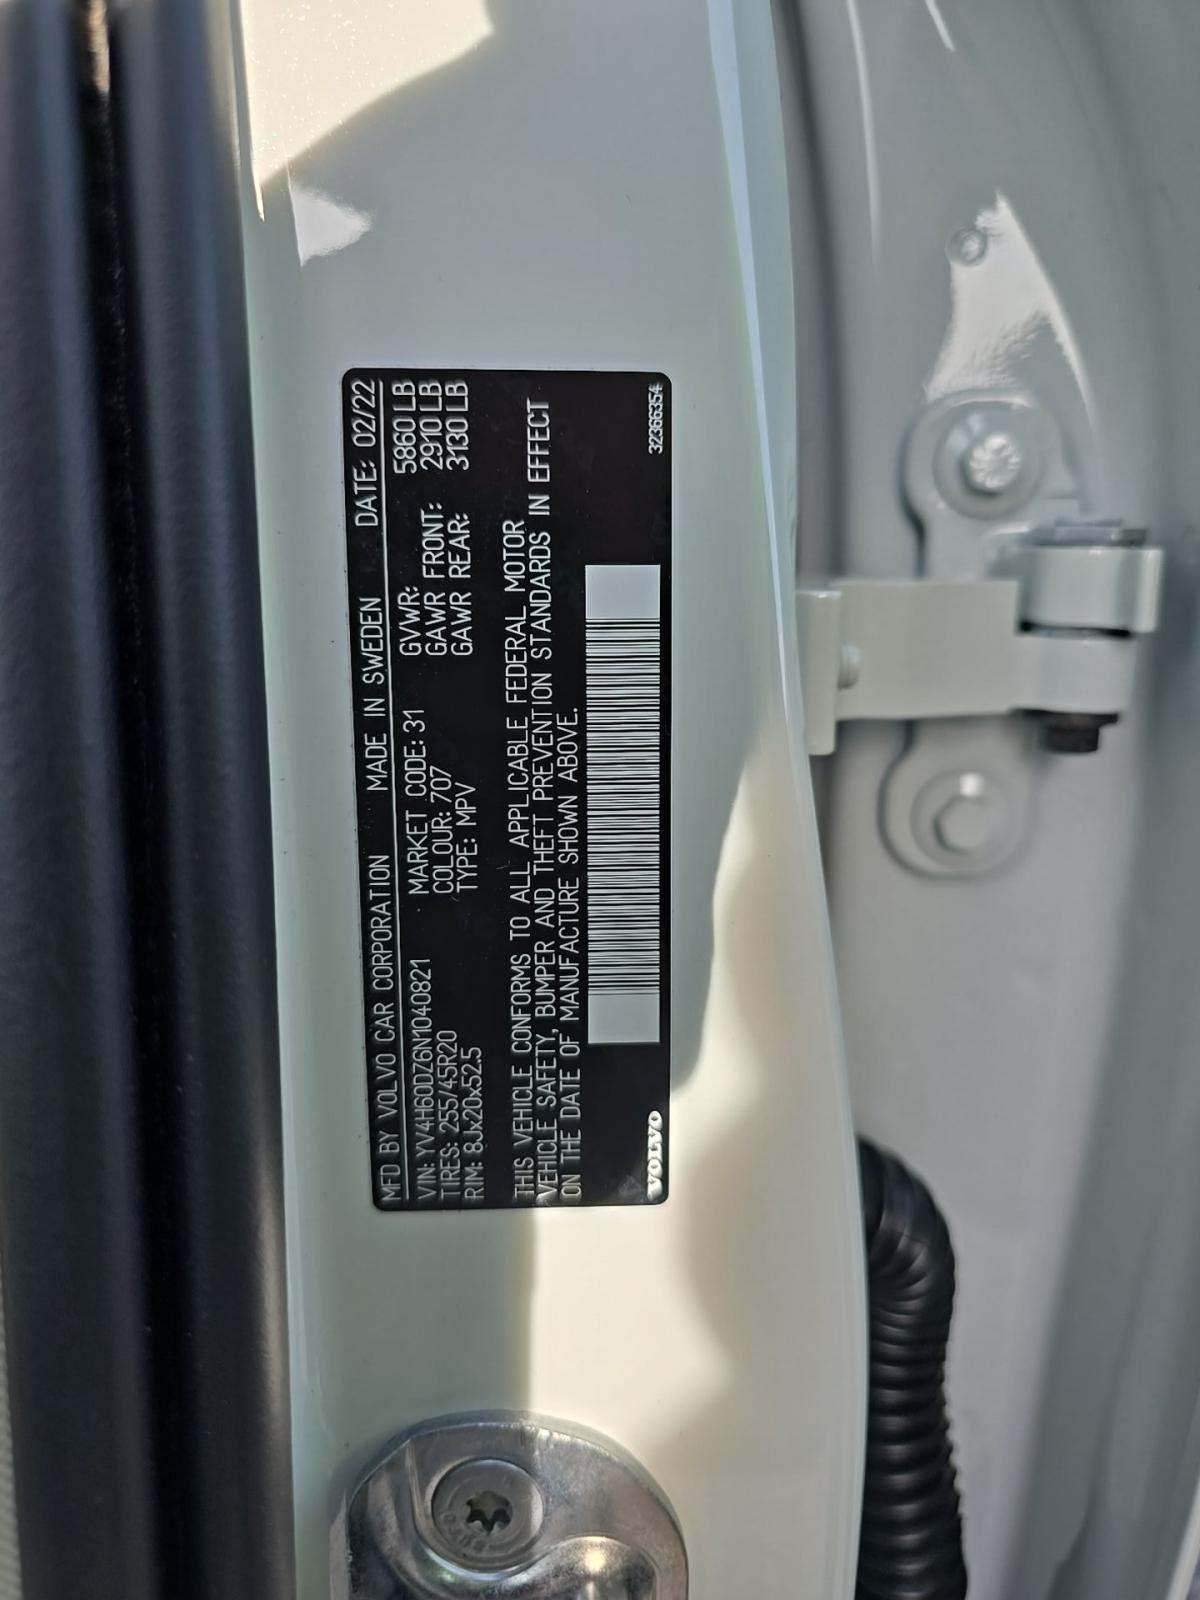 MFD BY VOLVO CAR CORPORATION MADE IN SWEDEN DATE: 02/22
VIN: YV4H60DZ6N1040821 MARKET CODE: 31 GVWR: 5860 LB
TIRES: 255/45R20 COLOUR: 707 GAWR FRONT: 2910 LB
RIM: 8Jx20x52.5 TYPE: MPV GAWR REAR: 3130 LB
THIS VEHICLE CONFORMS TO ALL APPLICABLE FEDERAL MOTOR
VEHICLE SAFETY, BUMPER AND THEFT PREVENTION STANDARDS IN EFFECT
ON THE DATE OF MANUFACTURE SHOWN ABOVE.
VOLVO 32366354